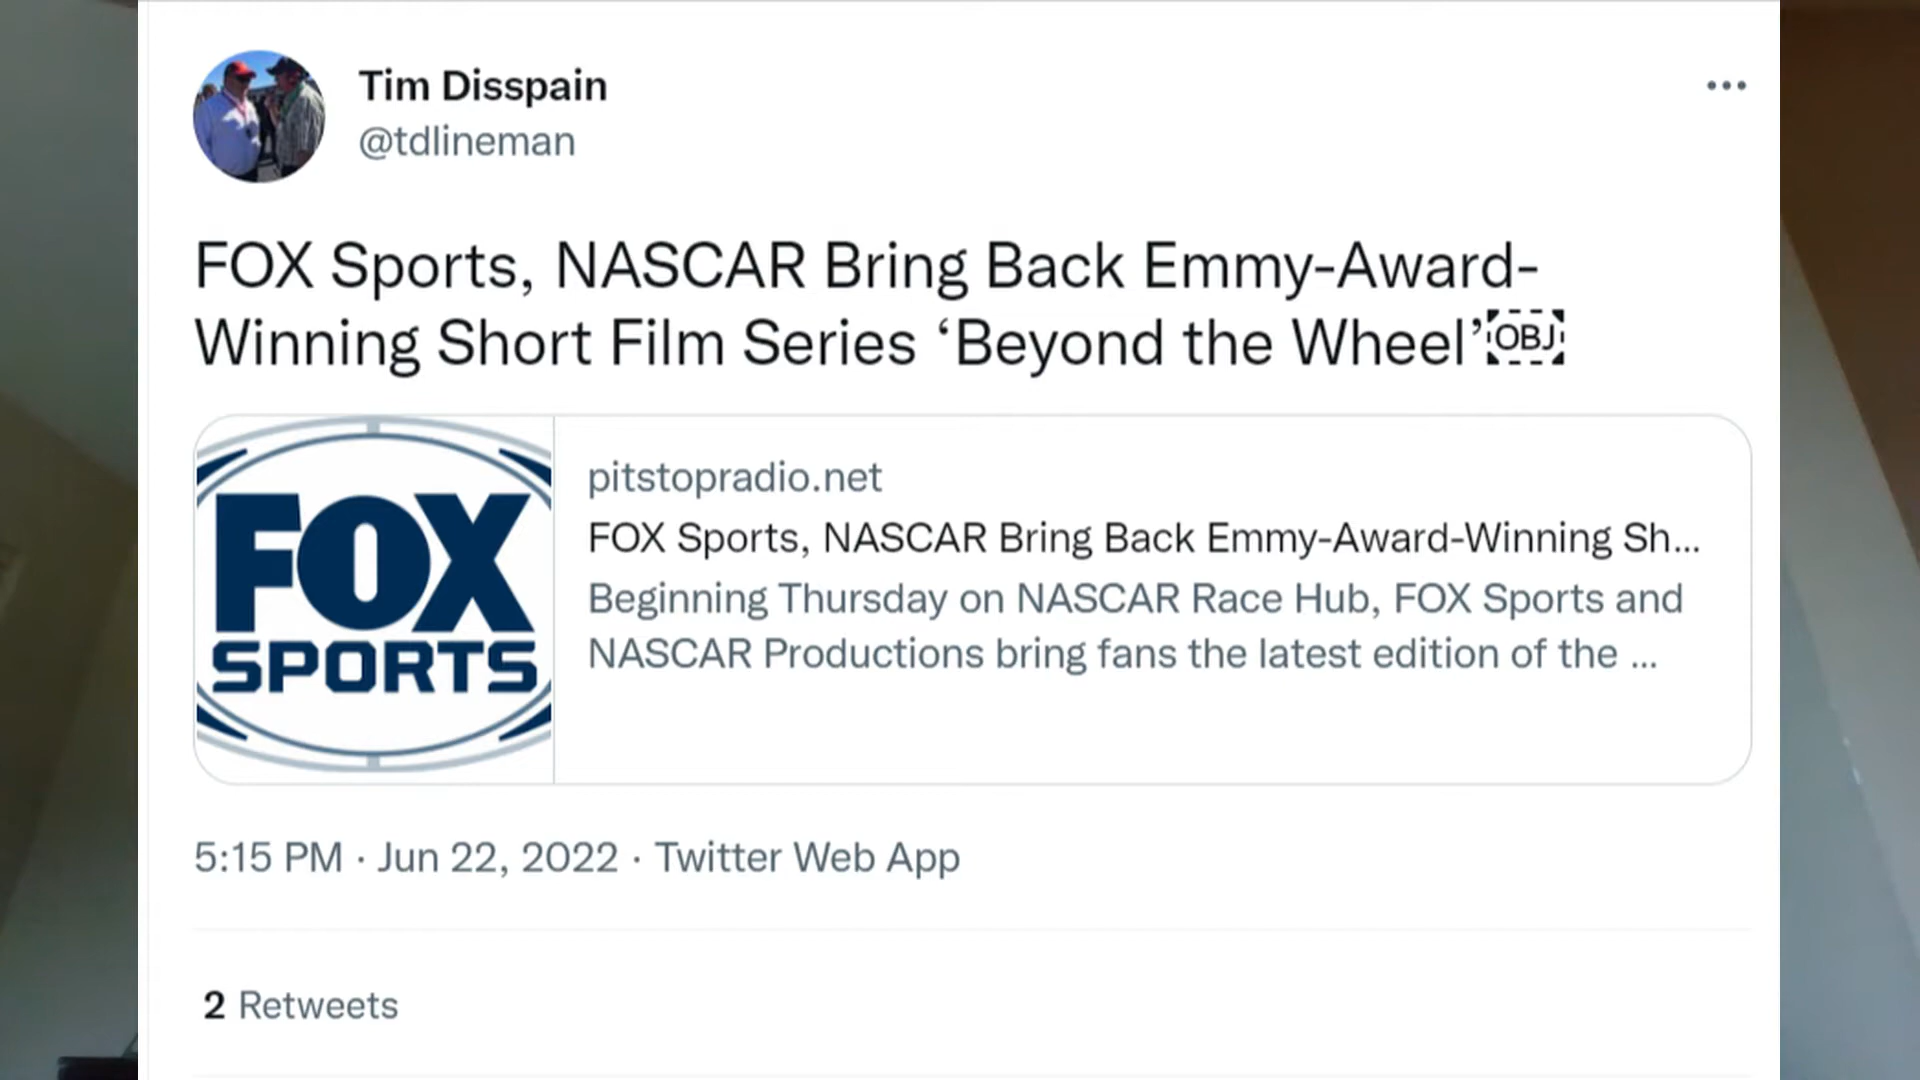 Tim Disspain
@tdlineman
FOX Sports, NASCAR Bring Back Emmy-Award-
Winning Short Film Series ‘Beyond the Wheel’OBJ
FOX
SPORTS
pitstopradio.net
FOX Sports, NASCAR Bring Back Emmy-Award-Winning Sh...
Beginning Thursday on NASCAR Race Hub, FOX Sports and
NASCAR Productions bring fans the latest edition of the ...
5:15 PM · Jun 22, 2022 · Twitter Web App
2 Retweets